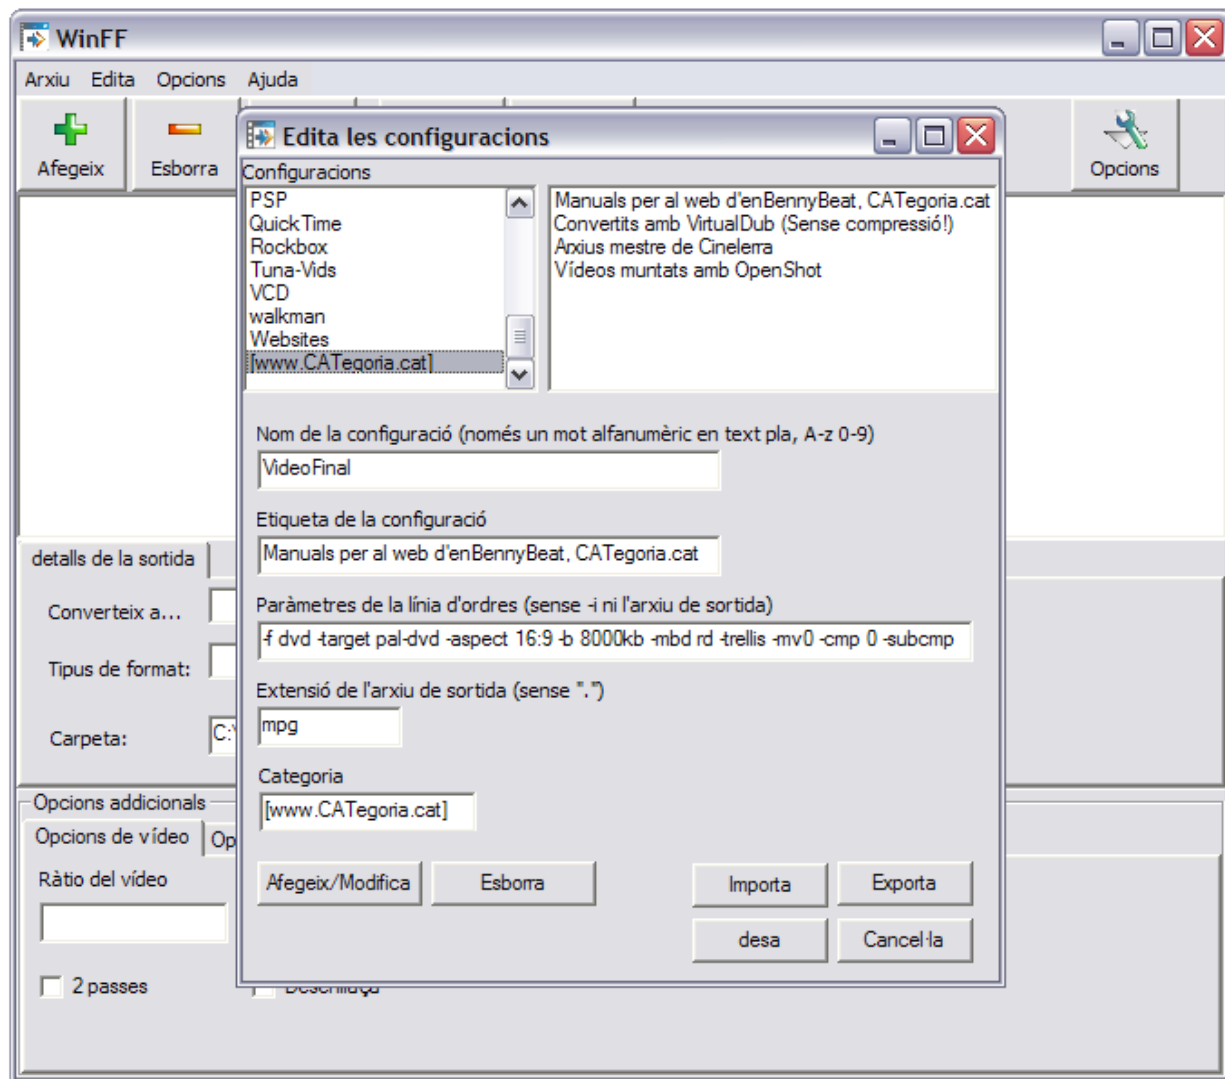 WinFF
Arxiu Edita Opcions Ajuda
Afegeix
Esborra
Opcions
Edita les configuracions
Configuracions
PSP
QuickTime
Rockbox
Tuna-Vids
VCD
walkman
Websites
[www.CATegoria.cat]
Manuals per al web d'enBennyBeat, CATegoria.cat
Convertits amb VirtualDub (Sense compressió!)
Arxius mestre de Cinelerra
Vídeos muntats amb OpenShot
Nom de la configuració (només un mot alfanumèric en text pla, A-z 0-9)
VideoFinal
Etiqueta de la configuració
Manuals per al web d'enBennyBeat, CATegoria.cat
Paràmetres de la línia d'ordres (sense -i ni l'arxiu de sortida)
-f dvd -target pal-dvd -aspect 16:9 -b 8000kb -mbd rd -trellis -mv0 -cmp 0 -subcmp
Extensió de l'arxiu de sortida (sense ".")
mpg
Categoria
[www.CATegoria.cat]
Afegeix/Modifica
Esborra
Importa
Exporta
desa
Cancel·la
detalls de la sortida
Converteix a...
Tipus de format:
Carpeta:
C:\
Opcions addicionals
Opcions de vídeo
Op
Ràtio del vídeo
2 passes